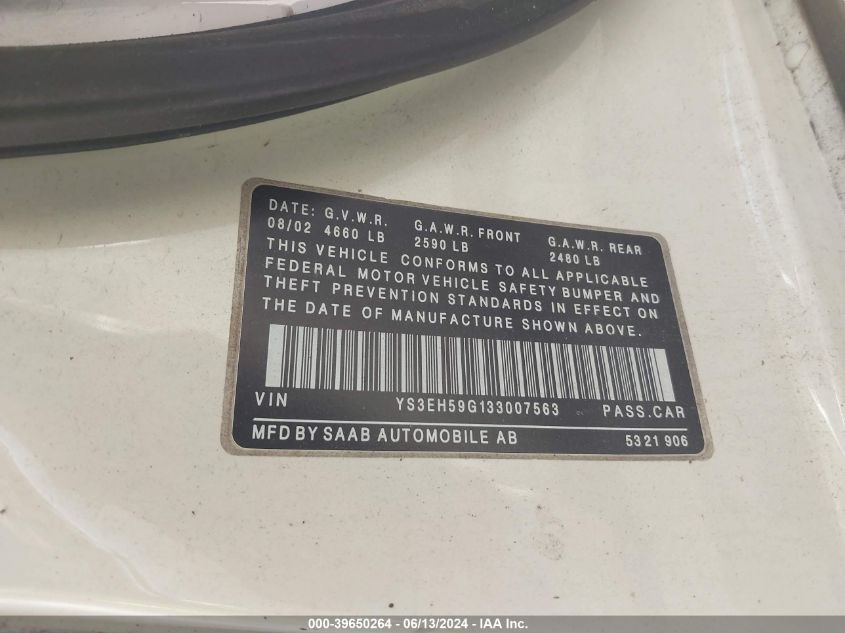 DATE: G.V.W.R. G.A.W.R. FRONT G.A.W.R. REAR
08/02 4660 LB 2590 LB 2480 LB
THIS VEHICLE CONFORMS TO ALL APPLICABLE
FEDERAL MOTOR VEHICLE SAFETY BUMPER AND
THEFT PREVENTION STANDARDS IN EFFECT ON
THE DATE OF MANUFACTURE SHOWN ABOVE.
VIN YS3EH59G133007563 PASS.CAR
MFD BY SAAB AUTOMOBILE AB 5321 906
000-39650264 - 06/13/2024 - IAA Inc.